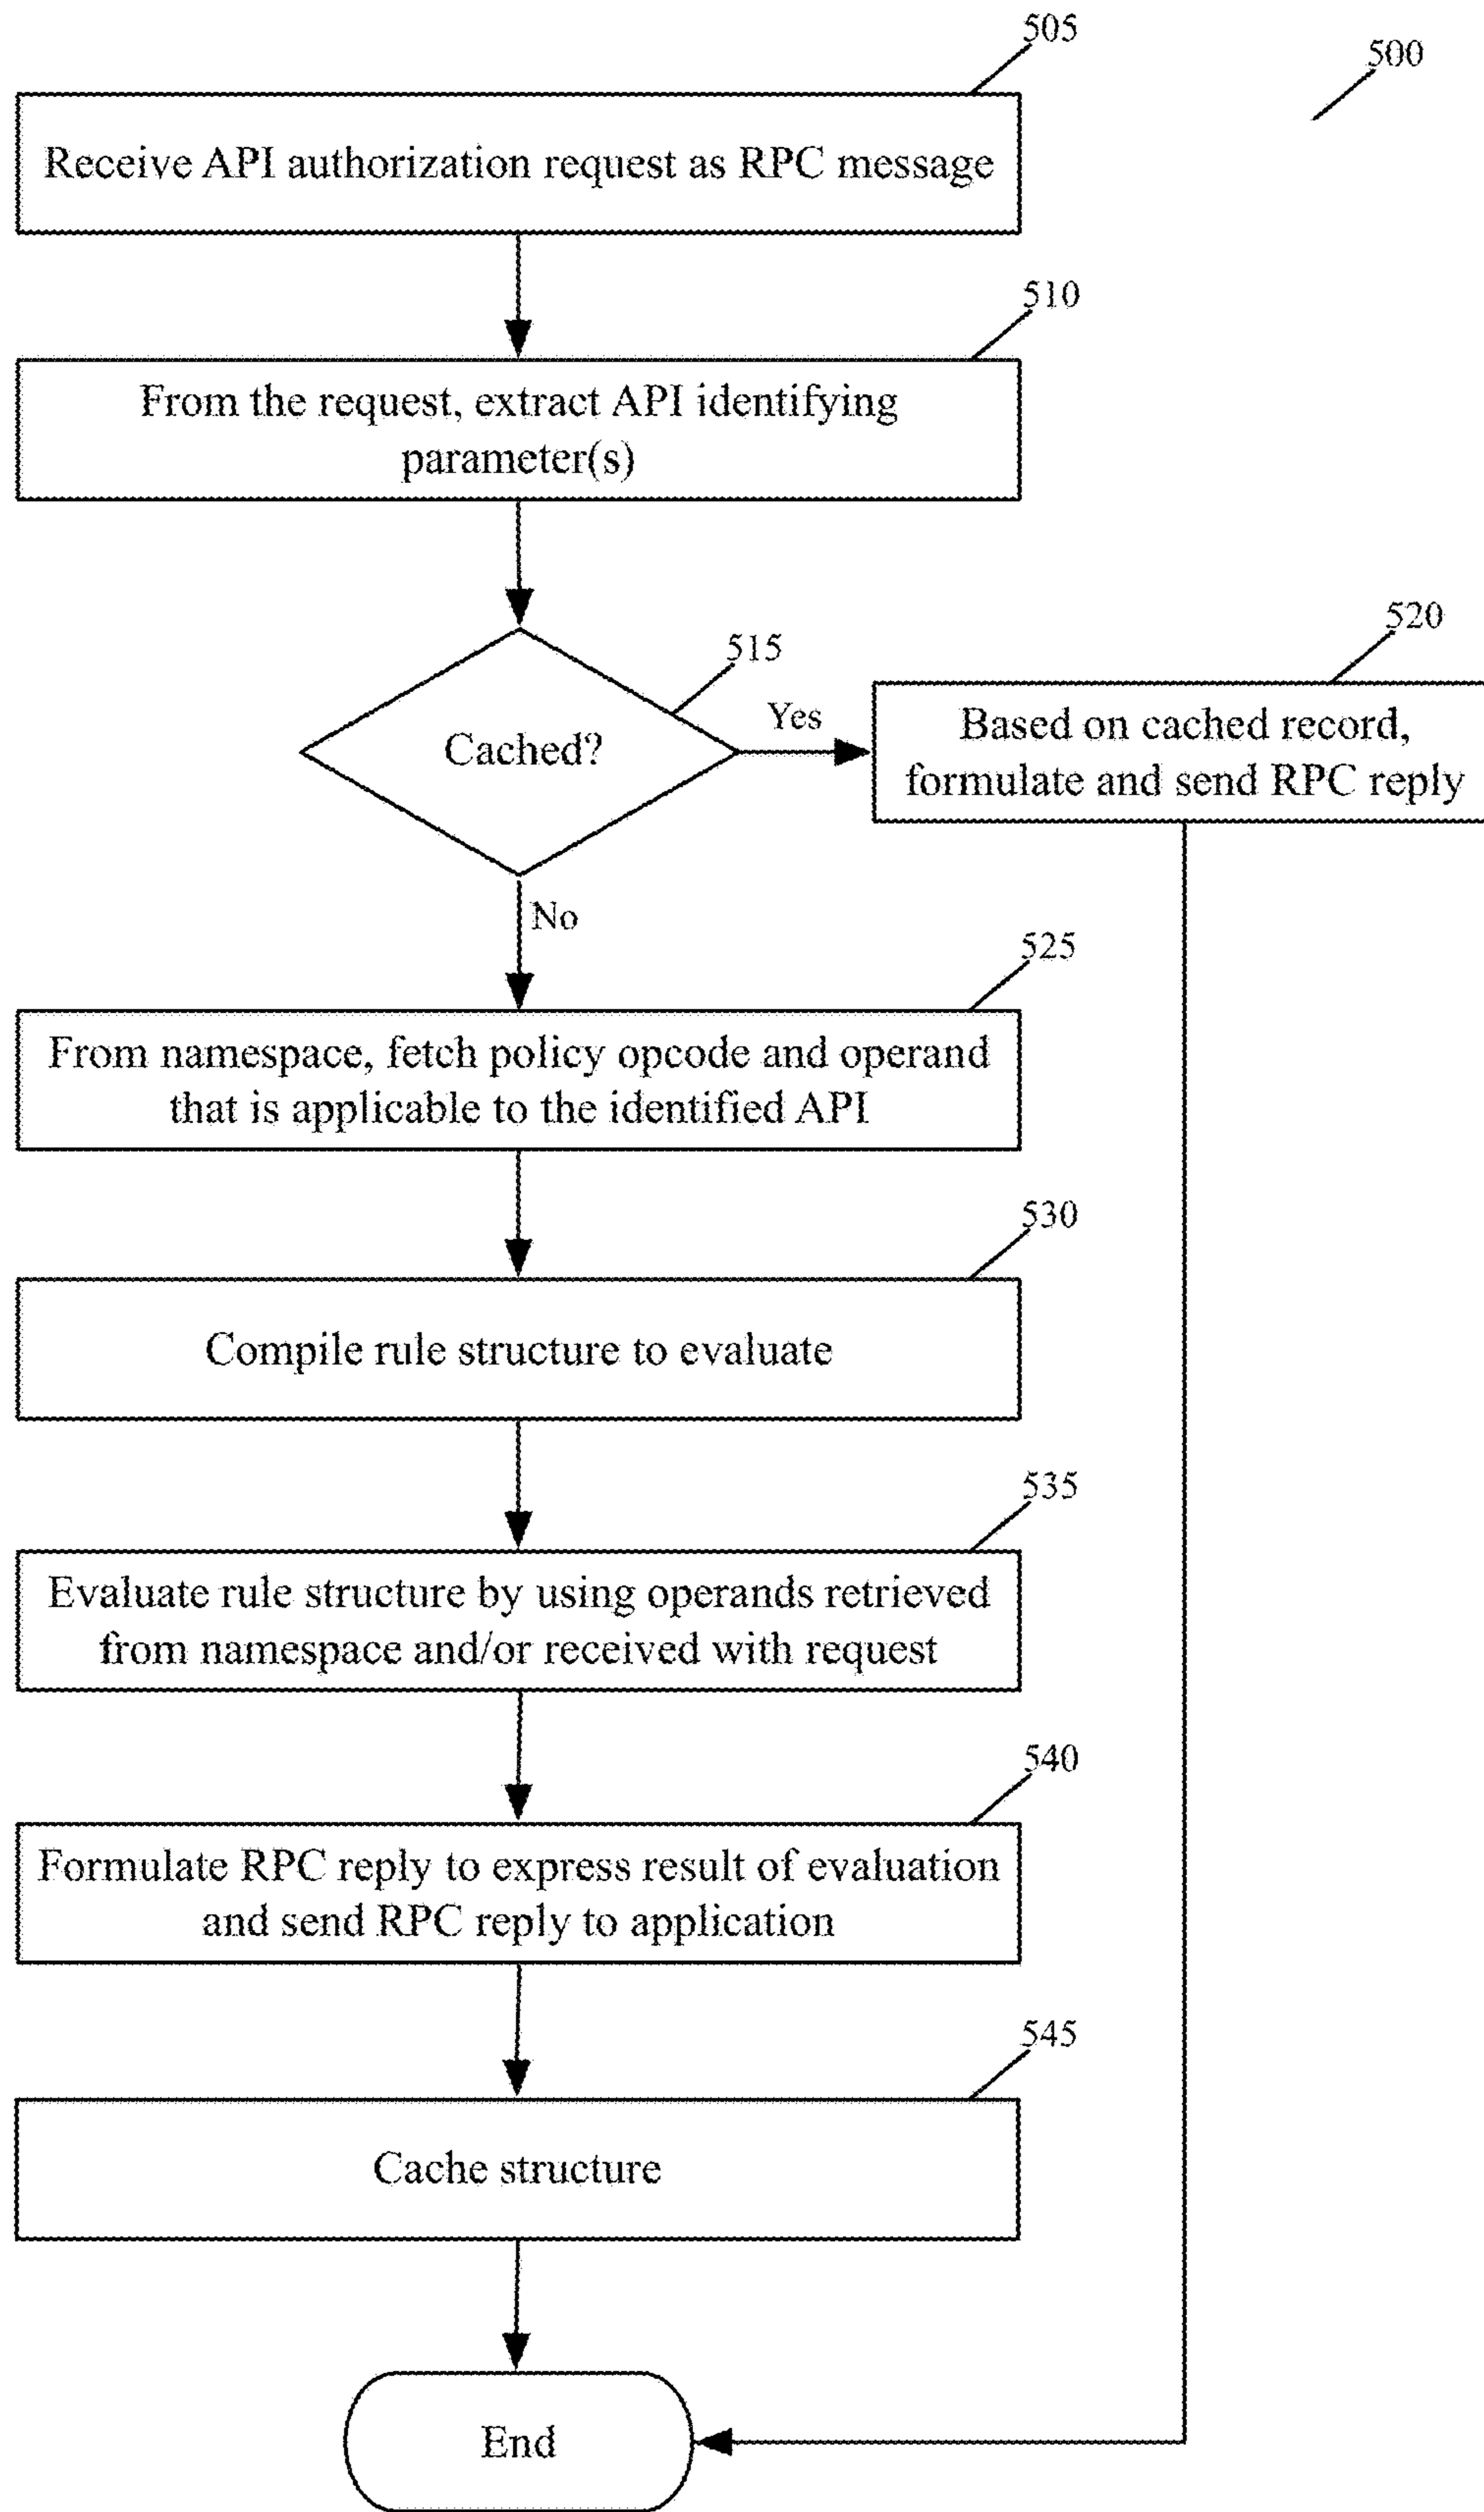 505
500
Receive API authorization request as RPC message
510
From the request, extract API identifying
parameter(s)
515
Cached?
Yes
520
Based on cached record,
formulate and send RPC reply
No
525
From namespace, fetch policy opcode and operand
that is applicable to the identified API
530
Compile rule structure to evaluate
535
Evaluate rule structure by using operands retrieved
from namespace and/or received with request
540
Formulate RPC reply to express result of evaluation
and send RPC reply to application
545
Cache structure
End